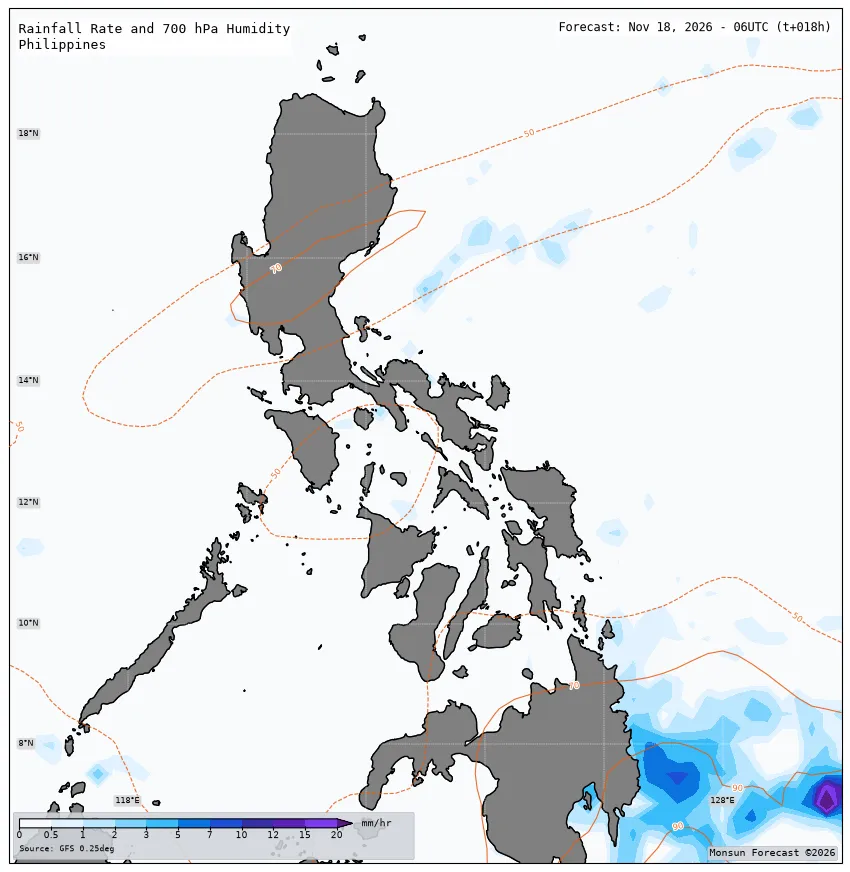 Rainfall Rate and 700 hPa Humidity
Philippines
Forecast: Nov 18, 2026 - 06UTC (t+018h)
18°N
50
16°N
70
14°N
50
50
12°N
10°N
50
70
8°N
90
118°E
128°E
90
0 0.5 1 2 3 5 7 10 12 15 20 mm/hr
Source: GFS 0.25deg
Monsun Forecast ©2026